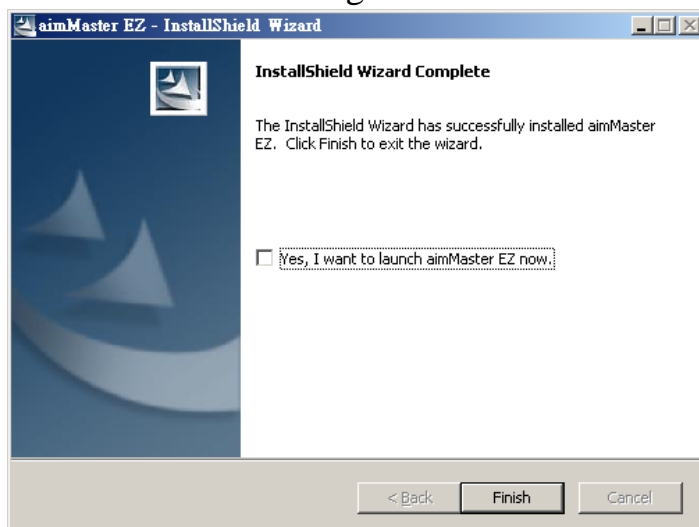 aimMaster EZ - InstallShield Wizard
InstallShield Wizard Complete
The InstallShield Wizard has successfully installed aimMaster
EZ. Click Finish to exit the wizard.
Yes, I want to launch aimMaster EZ now.
< Back
Finish
Cancel